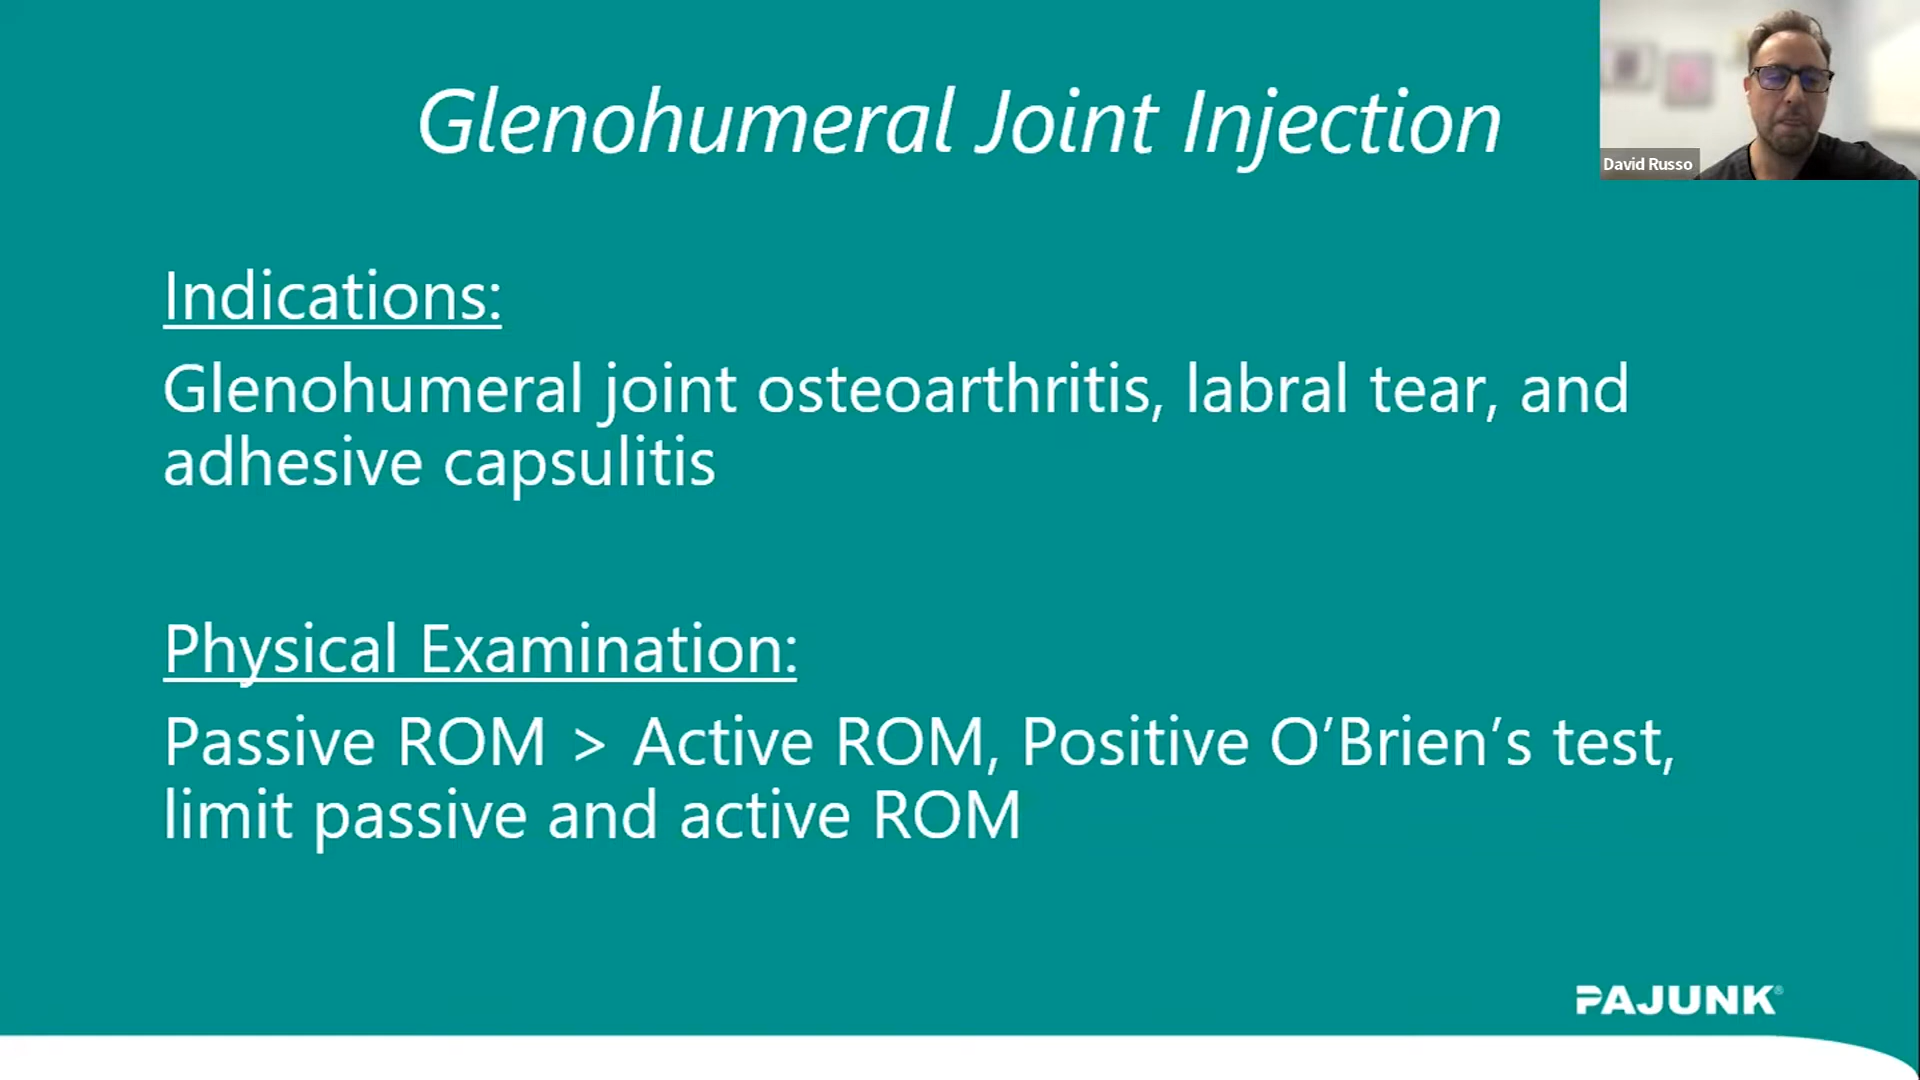 Glenohumeral Joint Injection
David Russo
Indications:
Glenohumeral joint osteoarthritis, labral tear, and
adhesive capsulitis
Physical Examination:
Passive ROM > Active ROM, Positive O’Brien’s test,
limit passive and active ROM
PAJUNK®